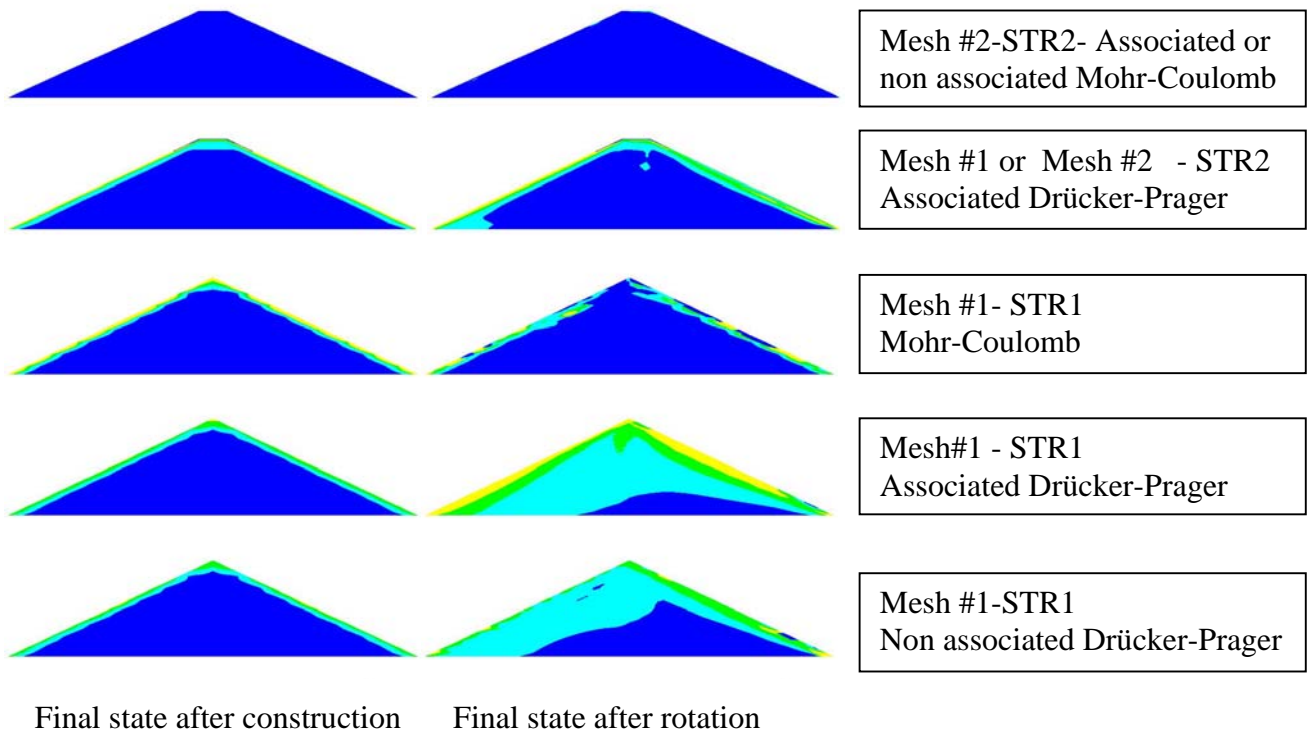 Mesh #2-STR2- Associated or
non associated Mohr-Coulomb
Mesh #1 or Mesh #2 - STR2
Associated Drücker-Prager
Mesh #1- STR1
Mohr-Coulomb
Mesh#1 - STR1
Associated Drücker-Prager
Mesh #1-STR1
Non associated Drücker-Prager
Final state after construction Final state after rotation